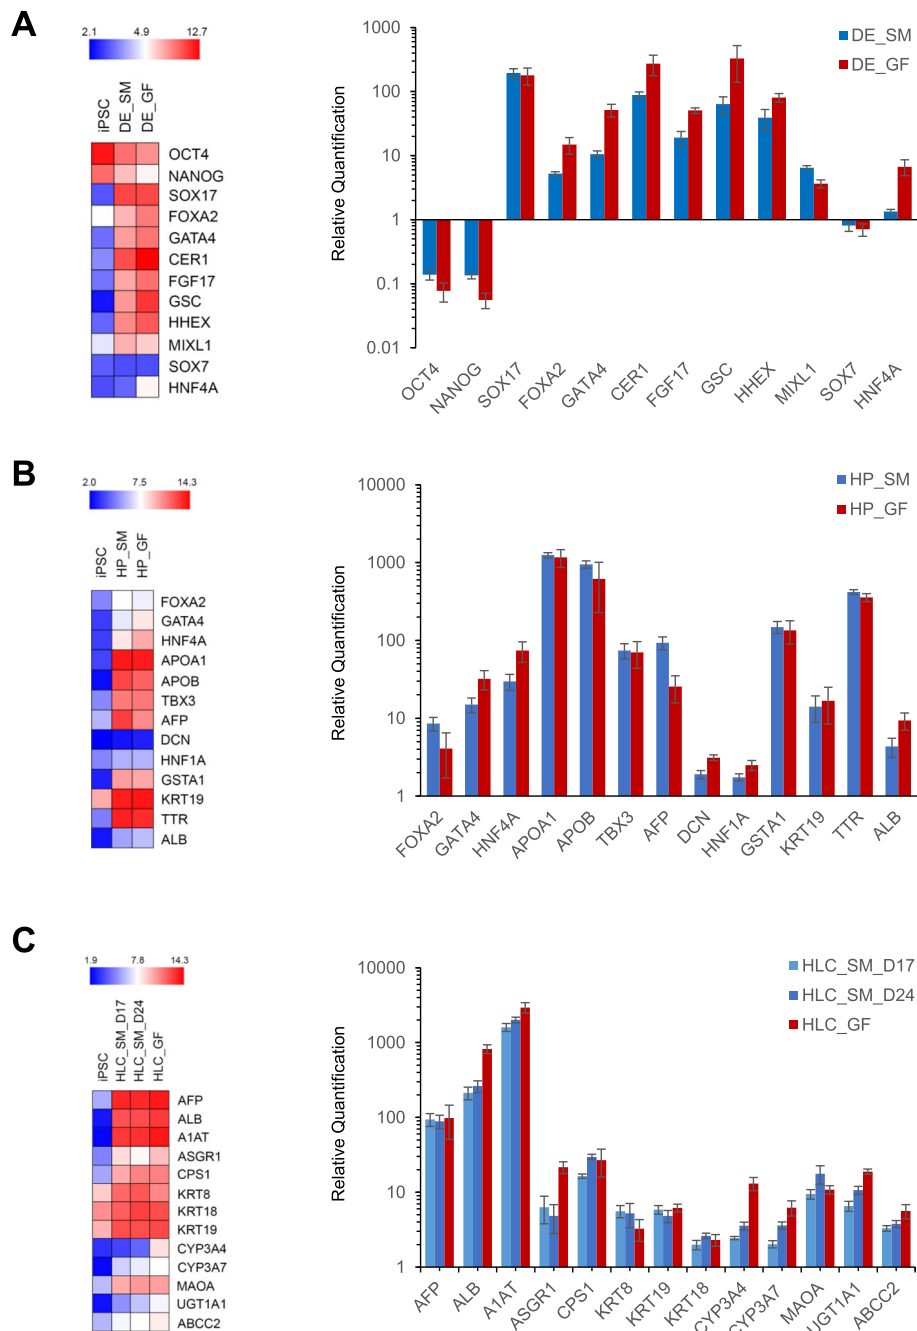 A
2.1 4.9 12.7
iPSC DE_SM DE_GF
OCT4
NANOG
SOX17
FOXA2
GATA4
CER1
FGF17
GSC
HHEX
MIXL1
SOX7
HNF4A
Relative Quantification
1000
100
10
1
0.1
0.01
DE_SM
DE_GF
OCT4 NANOG SOX17 FOXA2 GATA4 CER1 FGF17 GSC HHEX MIXL1 SOX7 HNF4A
B
2.0 7.5 14.3
iPSC HP_SM HP_GF
FOXA2
GATA4
HNF4A
APOA1
APOB
TBX3
AFP
DCN
HNF1A
GSTA1
KRT19
TTR
ALB
Relative Quantification
10000
1000
100
10
1
HP_SM
HP_GF
FOXA2 GATA4 HNF4A APOA1 APOB TBX3 AFP DCN HNF1A GSTA1 KRT19 TTR ALB
C
1.9 7.8 14.3
iPSC HLC_SM_D17 HLC_SM_D24 HLC_GF
AFP
ALB
A1AT
ASGR1
CPS1
KRT8
KRT18
KRT19
CYP3A4
CYP3A7
MAOA
UGT1A1
ABCC2
Relative Quantification
10000
1000
100
10
1
HLC_SM_D17
HLC_SM_D24
HLC_GF
AFP ALB A1AT ASGR1 CPS1 KRT8 KRT19 KRT18 CYP3A4 CYP3A7 MAOA UGT1A1 ABCC2